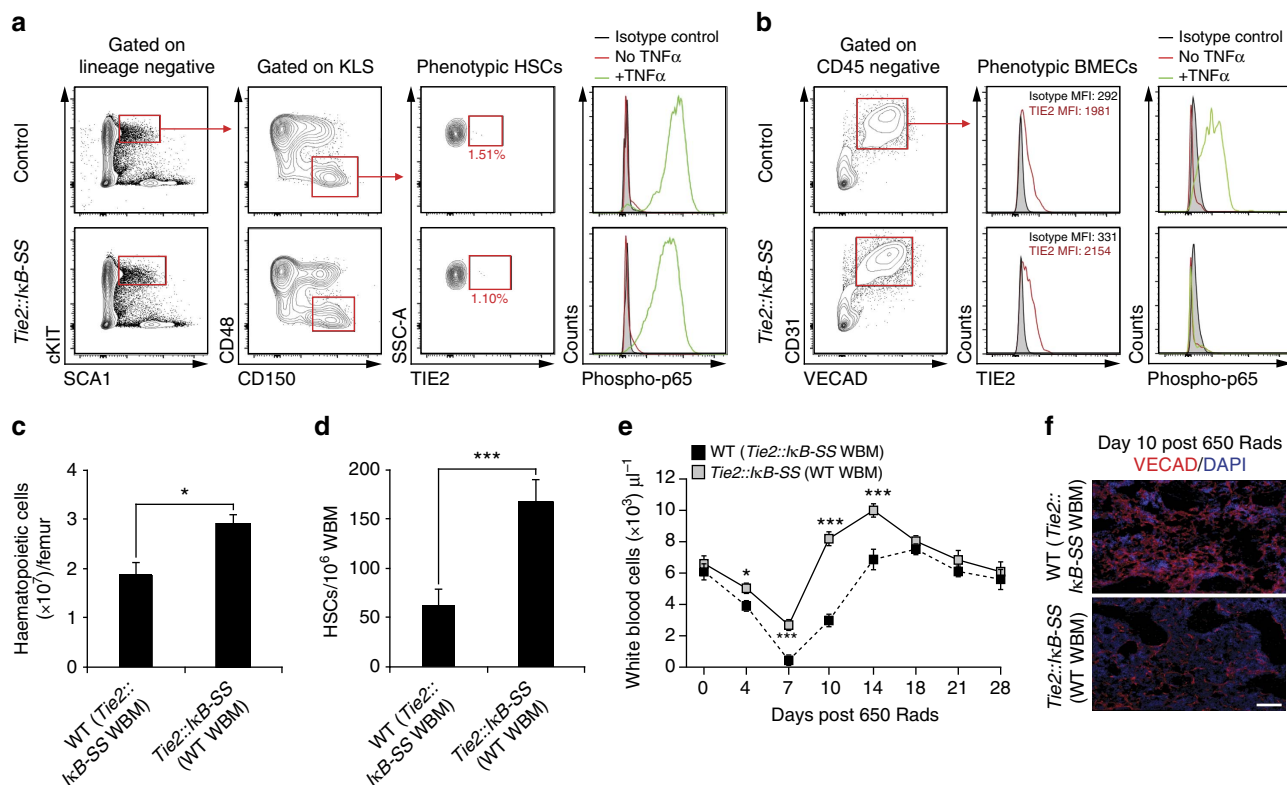 a
Gated on
lineage negative
Gated on KLS
Phenotypic HSCs
Isotype control
No TNFα
+TNFα
Control
1.51%
Tie2::IκB-SS
1.10%
cKIT
SCA1
CD48
CD150
SSC-A
TIE2
Counts
Phospho-p65
b
Gated on
CD45 negative
Phenotypic BMECs
Isotype control
No TNFα
+TNFα
Control
Isotype MFI: 292
TIE2 MFI: 1981
Tie2::IκB-SS
Isotype MFI: 331
TIE2 MFI: 2154
CD31
VECAD
Counts
TIE2
Counts
Phospho-p65
c
Haematopoietic cells
(×10⁷)/femur
4
3
2
1
0
*
WT (Tie2::
IκB-SS WBM)
Tie2::IκB-SS
(WT WBM)
d
HSCs/10⁶ WBM
200
150
100
50
0
***
WT (Tie2::
IκB-SS WBM)
Tie2::IκB-SS
(WT WBM)
e
WT (Tie2::IκB-SS WBM)
Tie2::IκB-SS (WT WBM)
White blood cells (×10³) μl⁻¹
12
10
8
6
4
2
0
*
***
***
***
0 4 7 10 14 18 21 28
Days post 650 Rads
f
Day 10 post 650 Rads
VECAD/DAPI
WT (Tie2::
IκB-SS WBM)
Tie2::IκB-SS
(WT WBM)